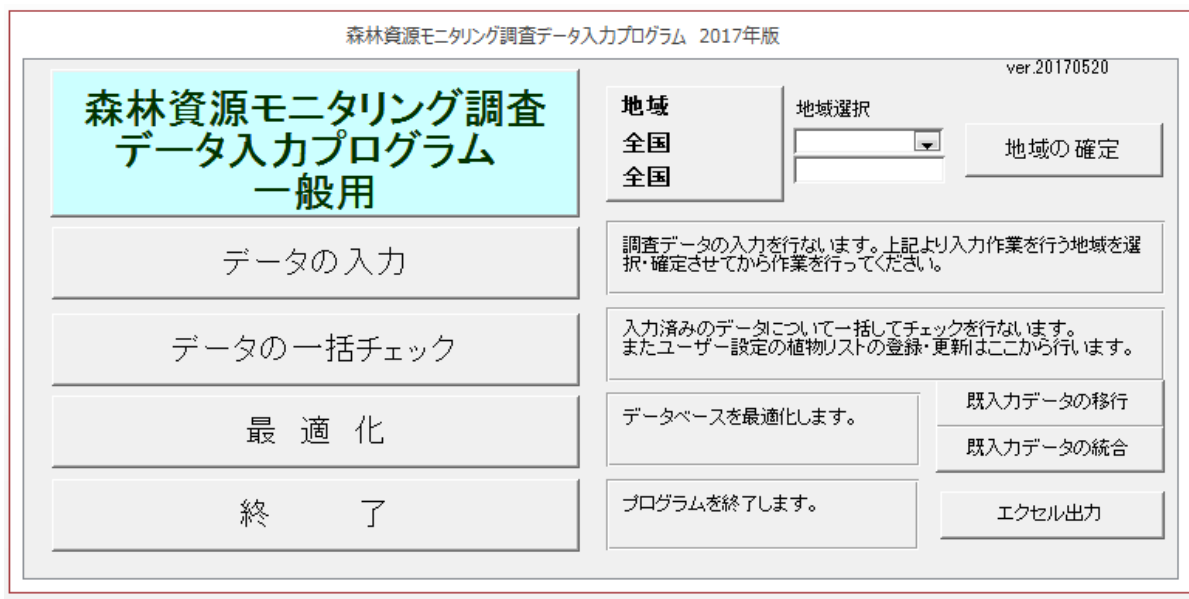 森林資源モニタリング調査データ入力プログラム 2017年版
ver.20170520
森林資源モニタリング調査
データ入力プログラム
一般用
地域
全国
全国
地域選択
地域の確定
データの入力
調査データの入力を行ないます。上記より入力作業を行う地域を選
択・確定させてから作業を行ってください。
データの一括チェック
入力済みのデータについて一括してチェックを行ないます。
またユーザー設定の植物リストの登録・更新はここから行います。
最 適 化
データベースを最適化します。
既入力データの移行
既入力データの統合
終 了
プログラムを終了します。
エクセル出力